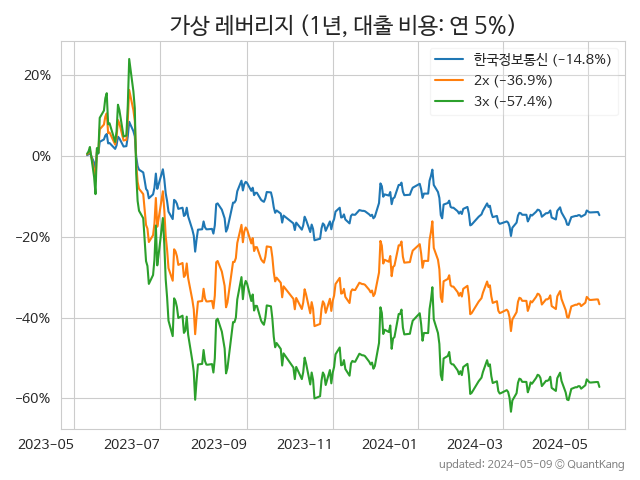 가상 레버리지 (1년, 대출 비용: 연 5%)
한국정보통신 (−14.8%)
2x (−36.9%)
3x (−57.4%)
20%
0%
−20%
−40%
−60%
2023-05 2023-07 2023-09 2023-11 2024-01 2024-03 2024-05
updated: 2024-05-09 © QuantKang